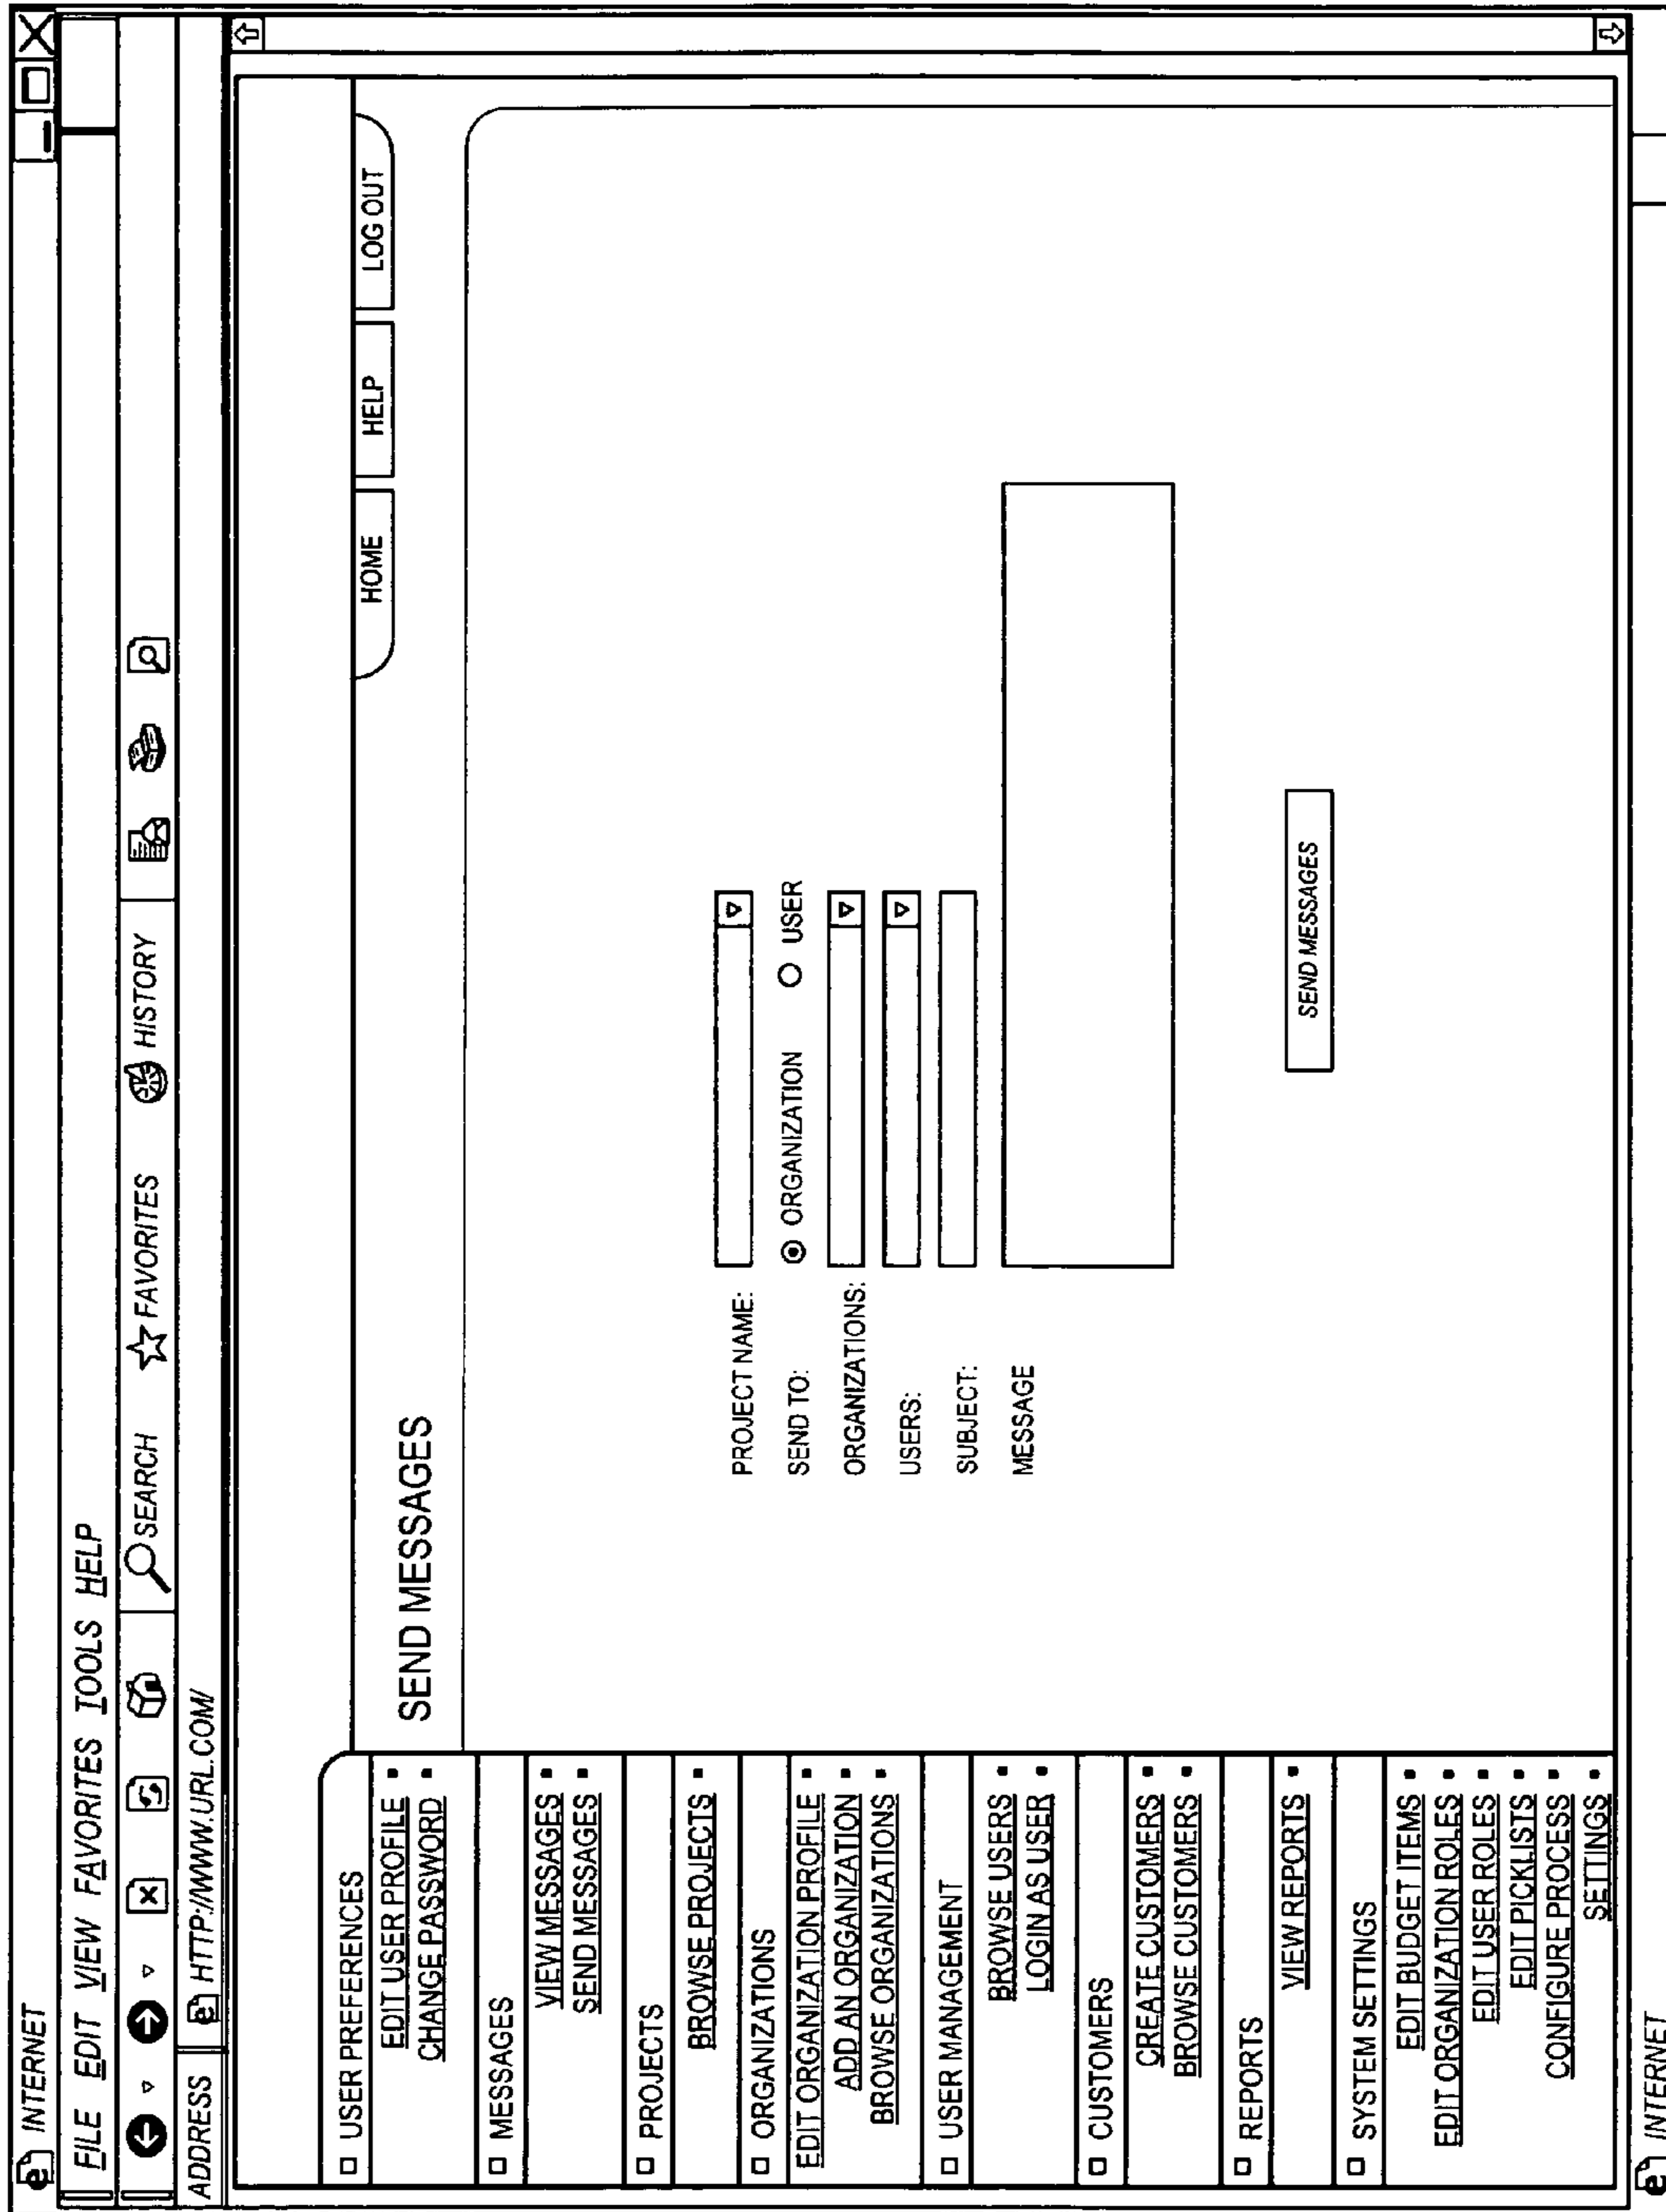 INTERNET
FILE EDIT VIEW FAVORITES TOOLS HELP
SEARCH FAVORITES HISTORY
ADDRESS HTTP://WWW.URL.COM/
HOME HELP LOG OUT
USER PREFERENCES
EDIT USER PROFILE
CHANGE PASSWORD
MESSAGES
VIEW MESSAGES
SEND MESSAGES
PROJECTS
BROWSE PROJECTS
ORGANIZATIONS
EDIT ORGANIZATION PROFILE
ADD AN ORGANIZATION
BROWSE ORGANIZATIONS
USER MANAGEMENT
BROWSE USERS
LOGIN AS USER
CUSTOMERS
CREATE CUSTOMERS
BROWSE CUSTOMERS
REPORTS
VIEW REPORTS
SYSTEM SETTINGS
EDIT BUDGET ITEMS
EDIT ORGANIZATION ROLES
EDIT USER ROLES
EDIT PICKLISTS
CONFIGURE PROCESS
SETTINGS
SEND MESSAGES
PROJECT NAME:
SEND TO: ORGANIZATION USER
ORGANIZATIONS:
USERS:
SUBJECT:
MESSAGE
SEND MESSAGES
INTERNET